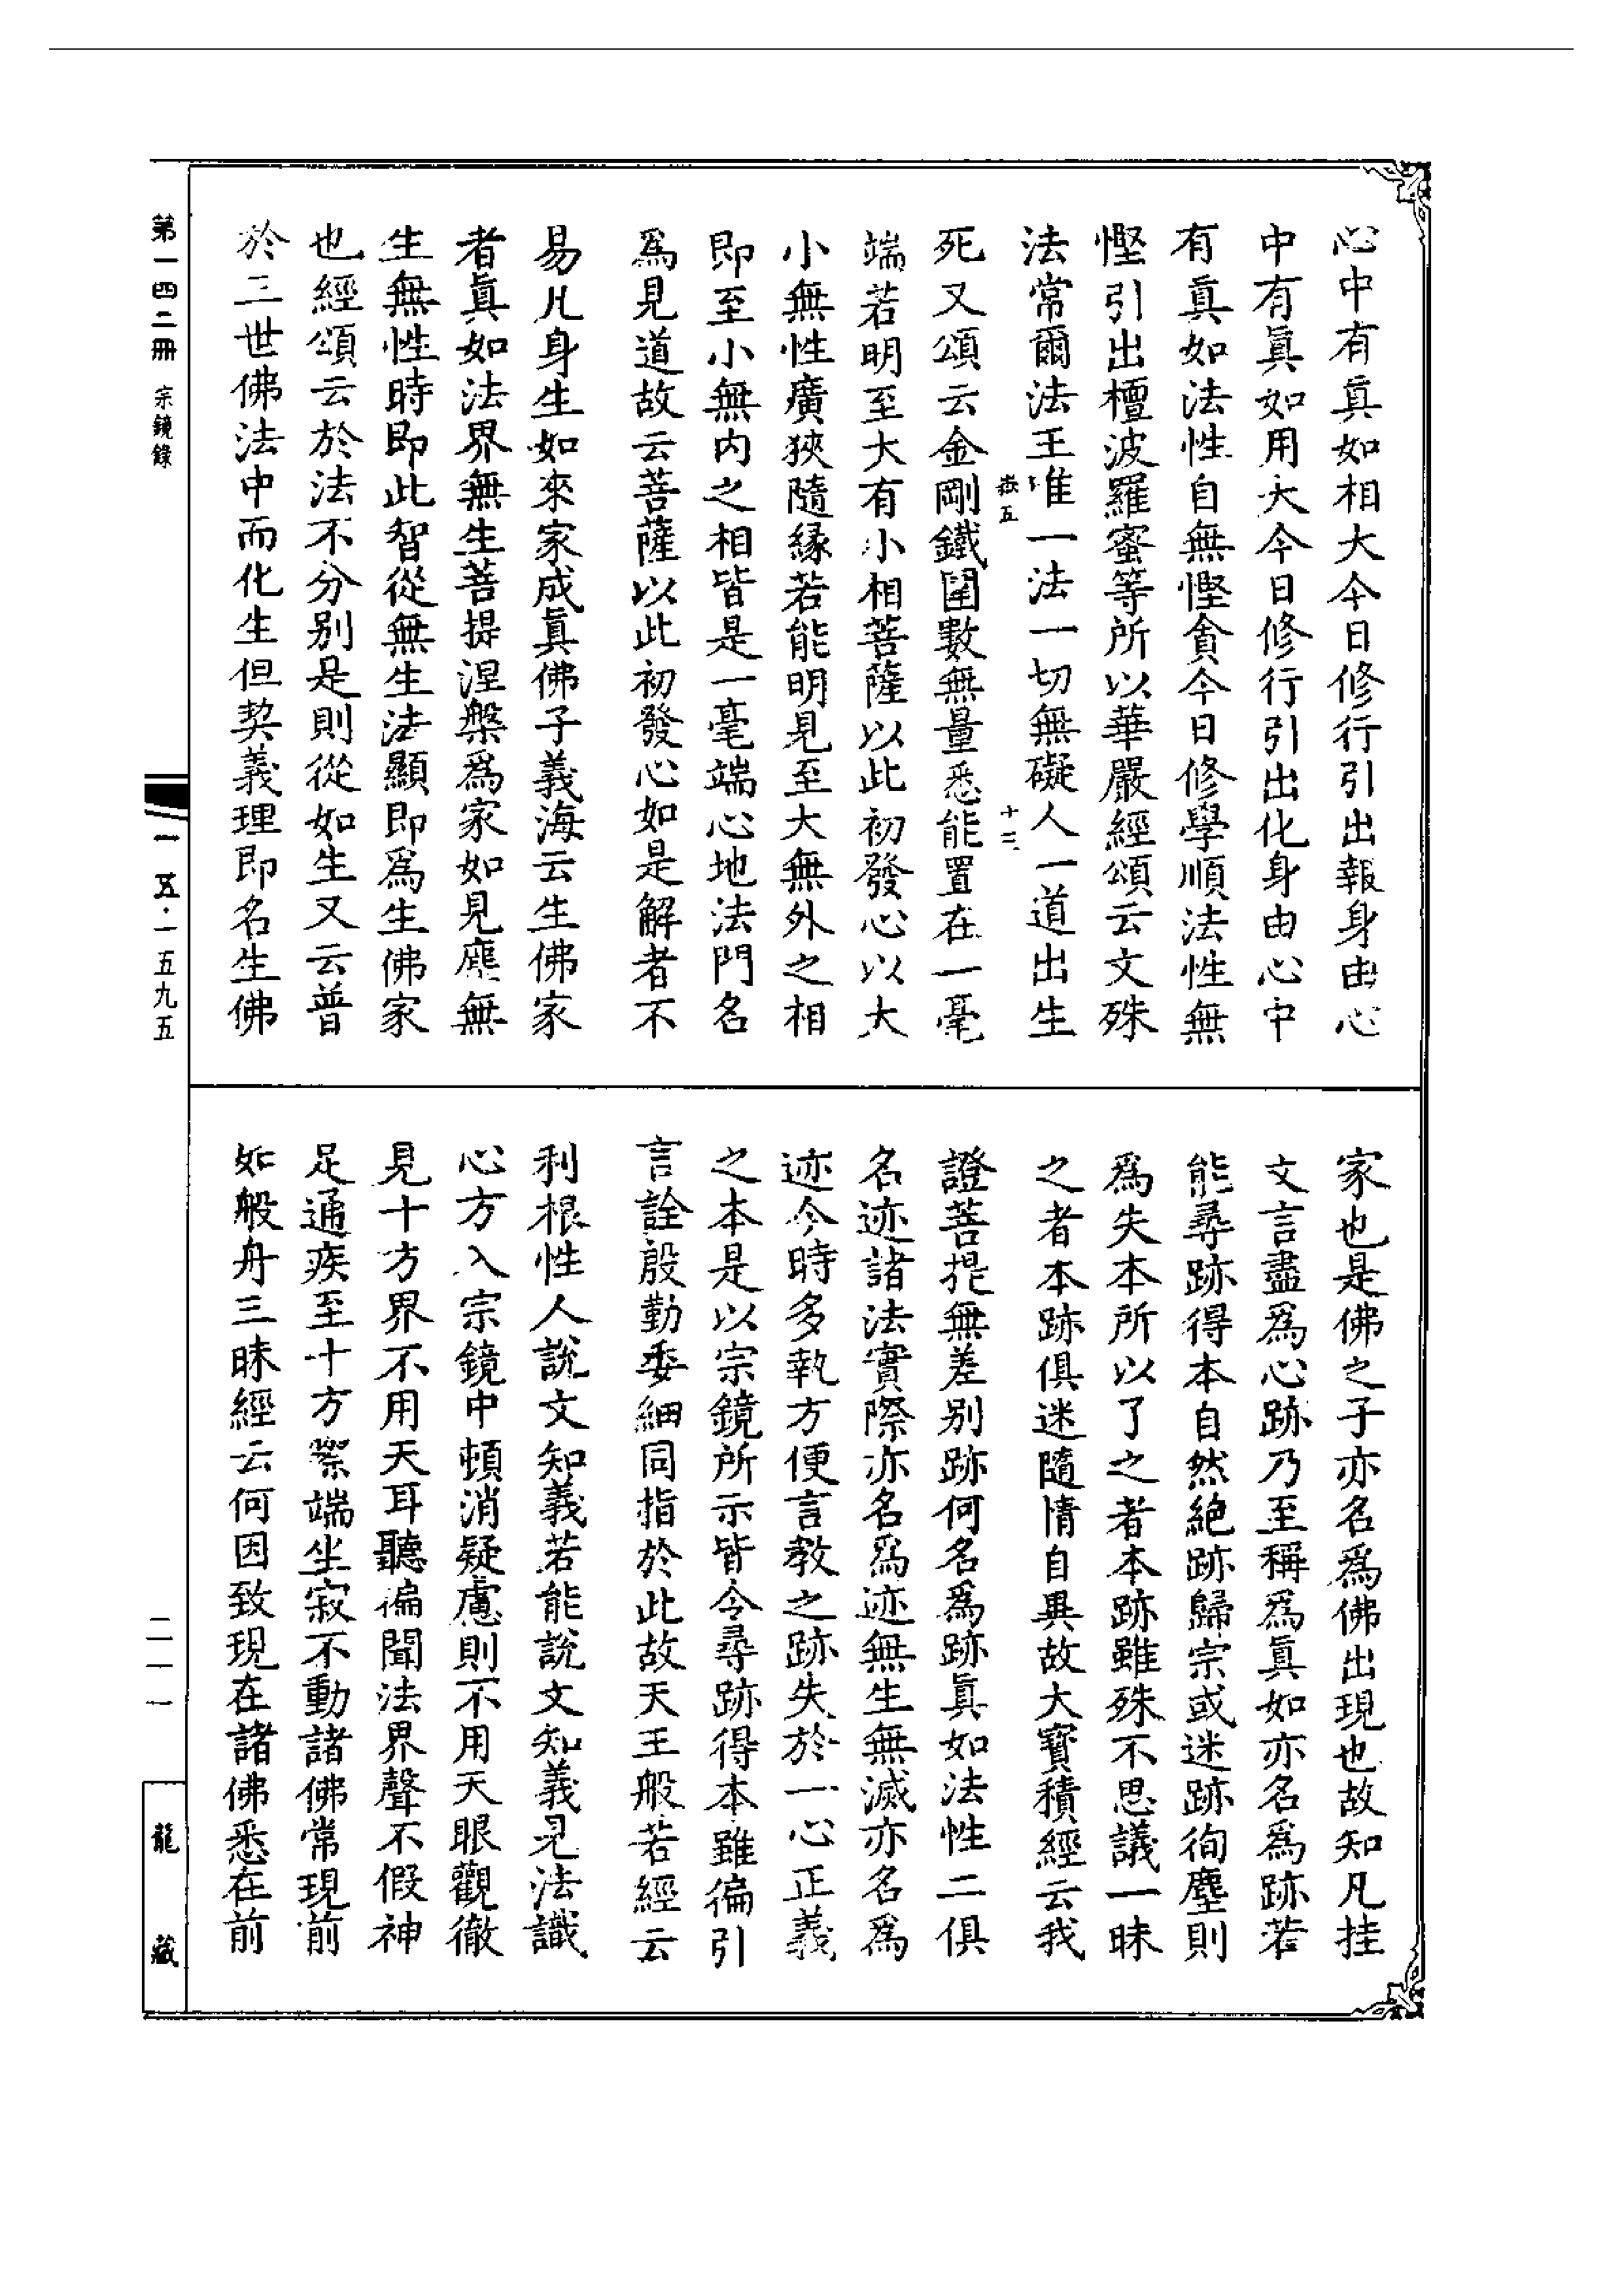 心中有真如相大今日修行引出報身由心
中有真如用大今日修行引出化身由心中
有真如法性自無慳貪今日修學順法性無
慳引出檀波羅蜜等所以華嚴經頌云文殊
法常爾法王唯一法一切無礙人一道出生
嶽五
十三
死又頌云金剛鐵圍數無量悉能置在一毫
端若明至大有小相菩薩以此初發心以大
小無性廣狹隨緣若能明見至大無外之相
即至小無內之相皆是一毫端心地法門名
為見道故云菩薩以此初發心如是解者不
易凡身生如來家成真佛子義海云生佛家
者真如法界無生菩提涅槃為家如見塵無
生無性時即此智從無生法顯即為生佛家
也經頌云於法不分別是則從如生又云普
於三世佛法中而化生但契義理即名生佛
家也是佛之子亦名為佛出現也故知凡挂
文言盡為心跡乃至稱為真如亦名為跡若
能尋跡得本自然絕跡歸宗或迷跡徇塵則
為失本所以了之者本跡雖殊不思議一昧
之者本跡俱迷隨情自異故大寶積經云我
證菩提無差別跡何名為跡真如法性二俱
名迹諸法實際亦名為迹無生無滅亦名為
迹今時多執方便言教之跡失於一心正義
之本是以宗鏡所示皆令尋跡得本雖徧引
言詮殷勤委細同指於此故天王般若經云
利根性人說文知義若能說文知義見法識
心方入宗鏡中頓消疑慮則不用天眼觀徹
見十方界不用天耳聽徧聞法界聲不假神
足通疾至十方際端坐寂不動諸佛常現前
如般舟三昧經云何因致現在諸佛悉在前
第一四二冊 宗鏡錄
一五·一五九五
二一一
龍藏